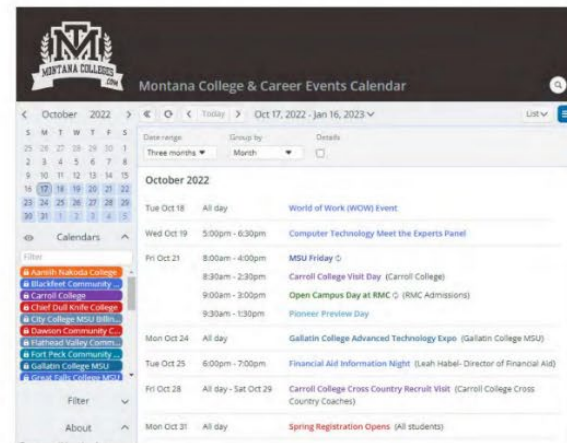 MT
MONTANA COLLEGES
.COM
Montana College & Career Events Calendar
October 2022
Today Oct 17, 2022 - Jan 16, 2023 List
S M T W T F S
25 26 27 28 29 30 1
2 3 4 5 6 7 8
9 10 11 12 13 14 15
16 17 18 19 20 21 22
23 24 25 26 27 28 29
30 31 1 2 3 4 5
Calendars
Filter
Aaniih Nakoda College
Blackfeet Community ...
Carroll College
Chief Dull Knife College
City College MSU Billin...
Dawson Community C...
Flathead Valley Comm...
Fort Peck Community ...
Gallatin College MSU
Great Falls College MSU
Filter
About
Date range Group by Details
Three months Month
October 2022
Tue Oct 18 All day World of Work (WOW) Event
Wed Oct 19 5:00pm - 6:30pm Computer Technology Meet the Experts Panel
Fri Oct 21 8:00am - 4:00pm MSU Friday
8:30am - 2:30pm Carroll College Visit Day (Carroll College)
9:00am - 3:00pm Open Campus Day at RMC (RMC Admissions)
9:30am - 1:30pm Pioneer Preview Day
Mon Oct 24 All day Gallatin College Advanced Technology Expo (Gallatin College MSU)
Tue Oct 25 6:00pm - 7:00pm Financial Aid Information Night (Leah Habel- Director of Financial Aid)
Fri Oct 28 All day - Sat Oct 29 Carroll College Cross Country Recruit Visit (Carroll College Cross
Country Coaches)
Mon Oct 31 All day Spring Registration Opens (All students)